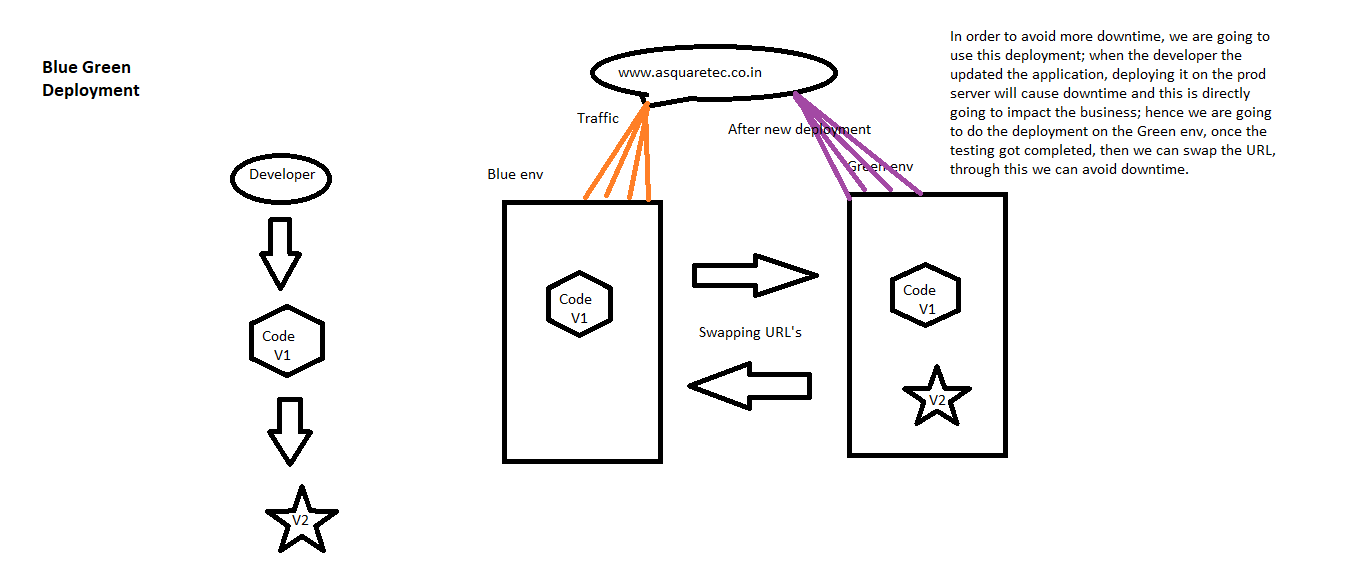 Blue Green
Deployment
Developer
Code
V1
V2
www.asquaretec.co.in
Traffic
After new deployment
Blue env
Green env
Code
V1
Swapping URL's
Code
V1
V2
In order to avoid more downtime, we are going to
use this deployment; when the developer the
updated the application, deploying it on the prod
server will cause downtime and this is directly
going to impact the business; hence we are going
to do the deployment on the Green env, once the
testing got completed, then we can swap the URL,
through this we can avoid downtime.